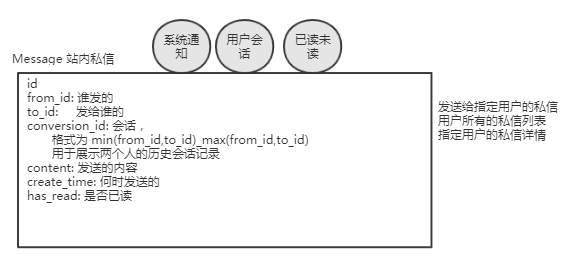 系统通
知
用户会
话
已读未
读
Message 站内私信
id
from_id: 谁发的
to_id: 发给谁的
conversion_id: 会话，
格式为 min(from_id,to_id)_max(from_id,to_id)
用于展示两个人的历史会话记录
content: 发送的内容
create_time: 何时发送的
has_read: 是否已读
发送给指定用户的私信
用户所有的私信列表
指定用户的私信详情